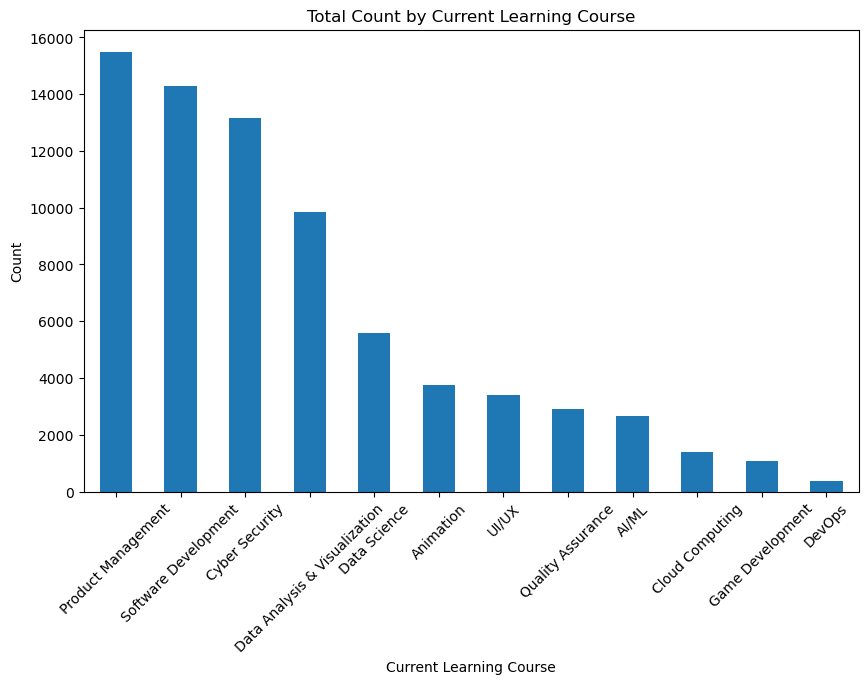 Total Count by Current Learning Course
Count
16000
14000
12000
10000
8000
6000
4000
2000
0
Product Management
Software Development
Cyber Security
Data Analysis & Visualization
Data Science
Animation
UI/UX
Quality Assurance
AI/ML
Cloud Computing
Game Development
DevOps
Current Learning Course